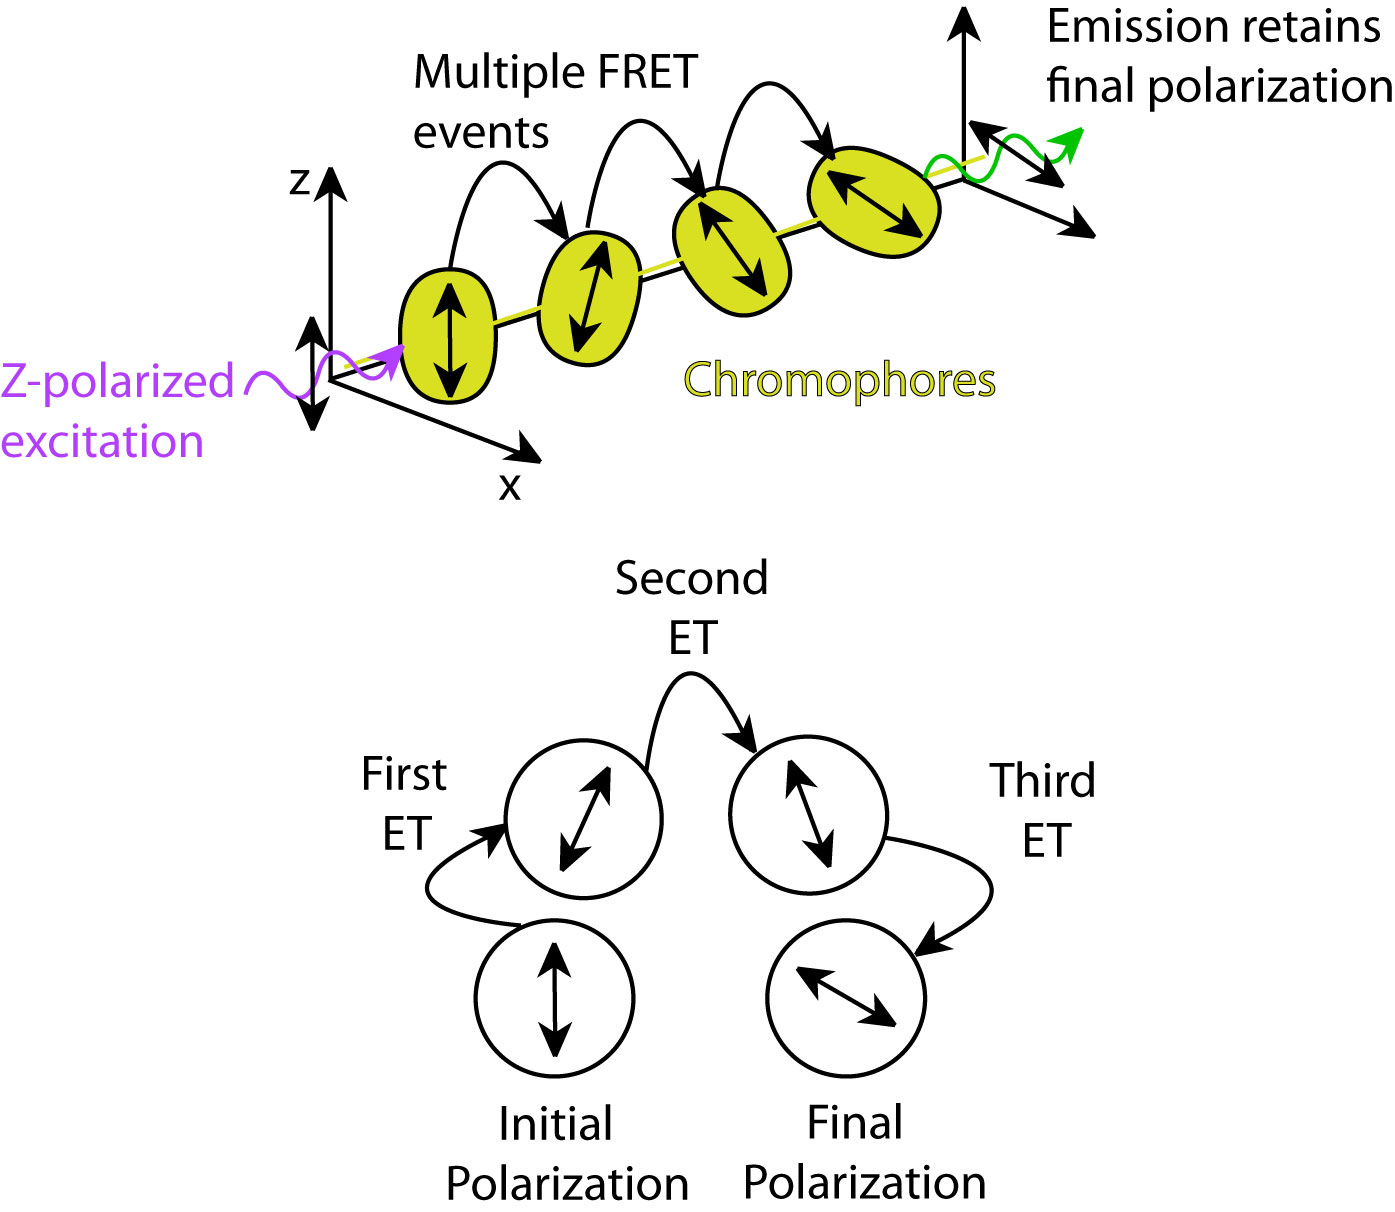 Emission retains
final polarization
Multiple FRET
events
z
Z-polarized
excitation
Chromophores
x
Second
ET
First
ET
Third
ET
Initial
Polarization
Final
Polarization